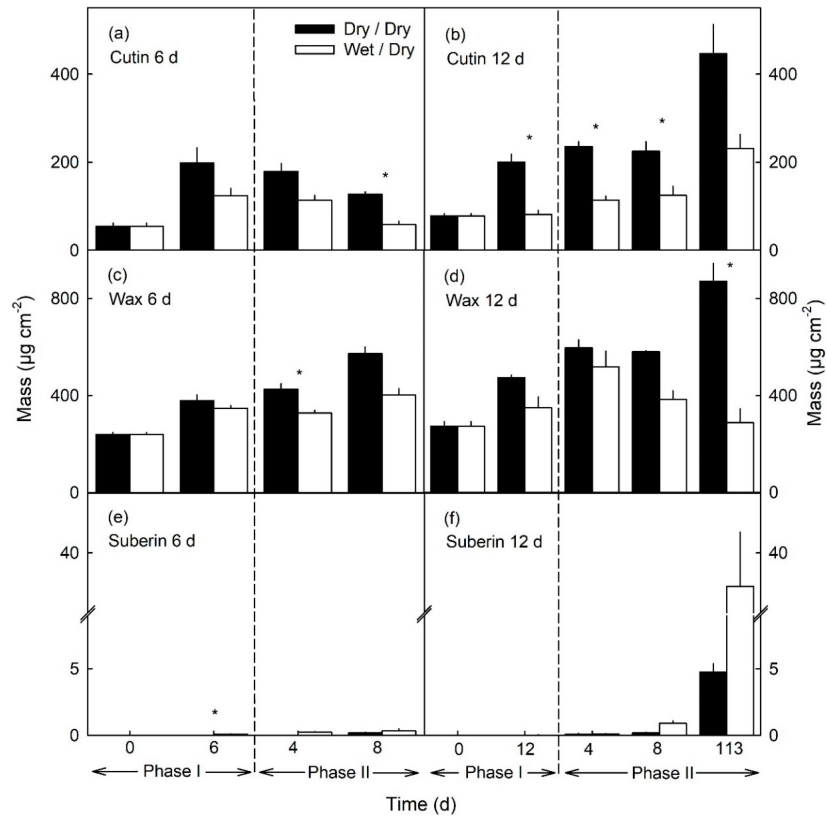 (a)
Cutin 6 d
Dry / Dry
Wet / Dry
(b)
Cutin 12 d
400
200
0
*
*
*
*
400
200
0
(c)
Wax 6 d
(d)
Wax 12 d
800
400
0
*
*
800
400
0
Mass (µg cm-2)
Mass (µg cm-2)
(e)
Suberin 6 d
(f)
Suberin 12 d
40
5
0
*
40
5
0
0 6 4 8 0 12 4 8 113
Phase I Phase II Phase I Phase II
Time (d)